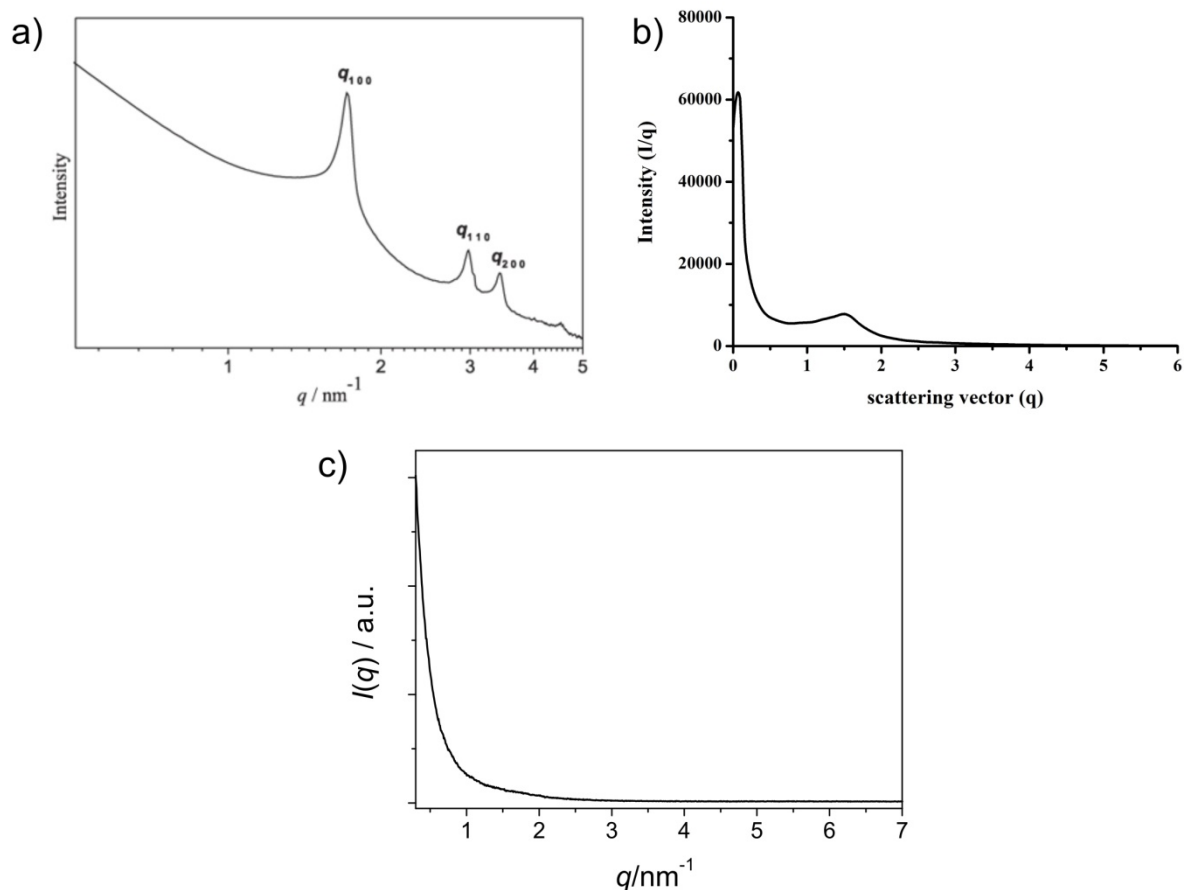 a)
q₁₀₀
q₁₁₀
q₂₀₀
Intensity
1 2 3 4 5
q / nm⁻¹
b)
80000
60000
40000
20000
0
Intensity (I/q)
0 1 2 3 4 5 6
scattering vector (q)
c)
I(q) / a.u.
1 2 3 4 5 6 7
q/nm⁻¹